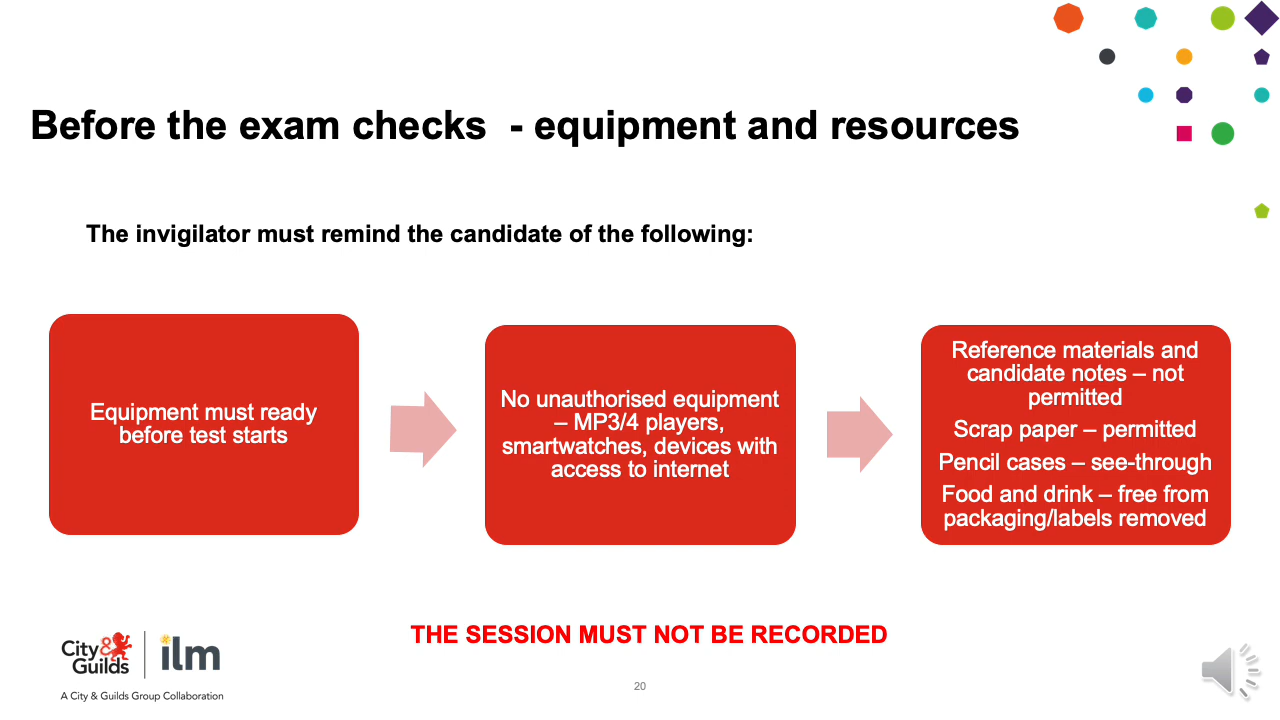 Before the exam checks  - equipment and resources
The invigilator must remind the candidate of the following:
Equipment must ready
before test starts
No unauthorised equipment
– MP3/4 players,
smartwatches, devices with
access to internet
Reference materials and
candidate notes – not
permitted
Scrap paper – permitted
Pencil cases – see-through
Food and drink – free from
packaging/labels removed
THE SESSION MUST NOT BE RECORDED
City&
Guilds
ilm
A City & Guilds Group Collaboration
20